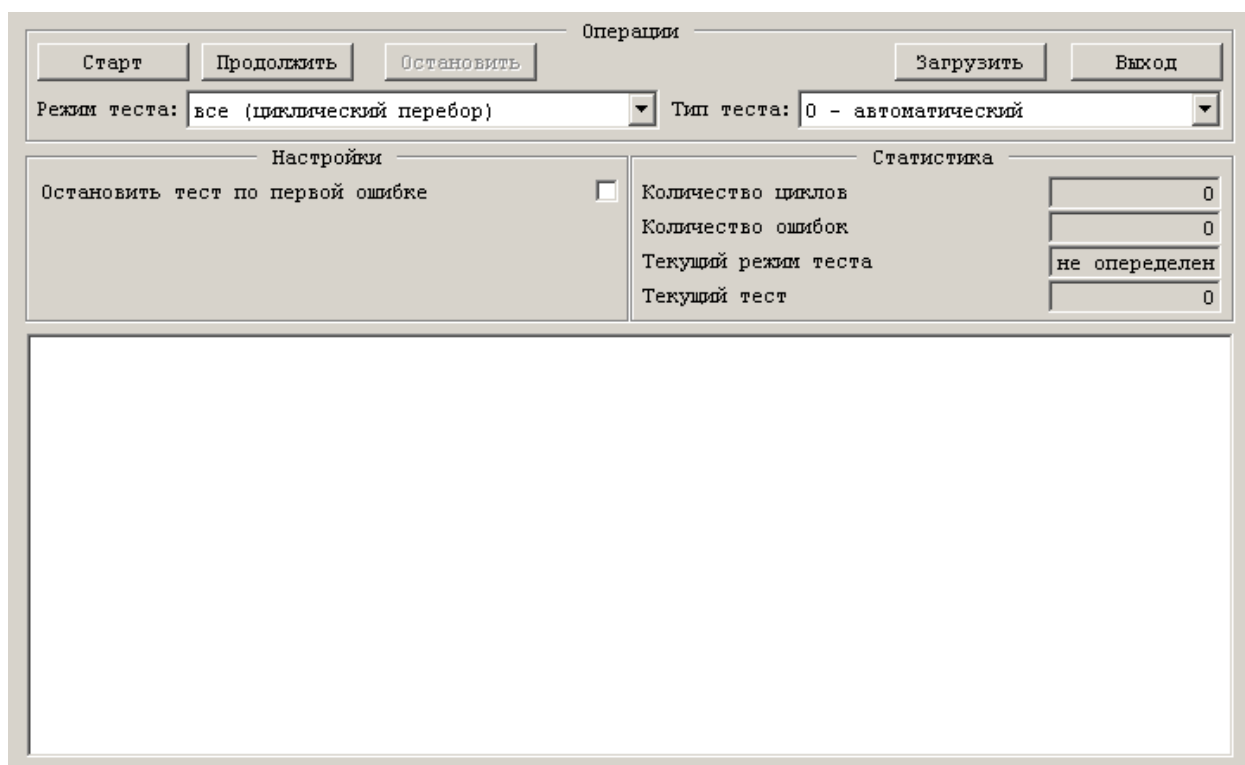 Операции
Старт Продолжить Остановить Загрузить Выход
Режим теста: все (циклический перебор) Тип теста: 0 - автоматический
Настройки
Остановить тест по первой ошибке
Статистика
Количество циклов 0
Количество ошибок 0
Текущий режим теста не опеределен
Текущий тест 0